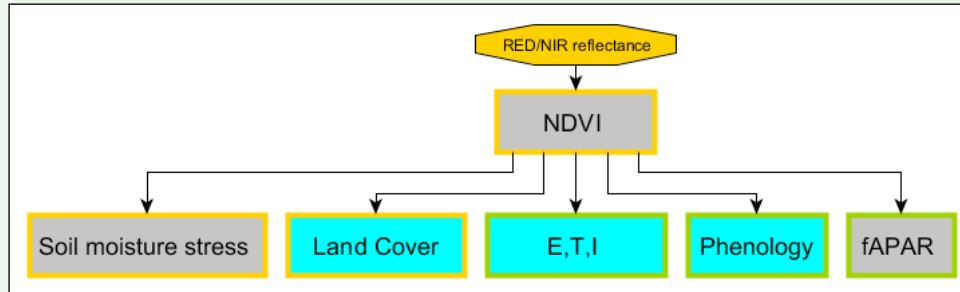 RED/NIR reflectance
NDVI
Soil moisture stress
Land Cover
E,T,I
Phenology
fAPAR